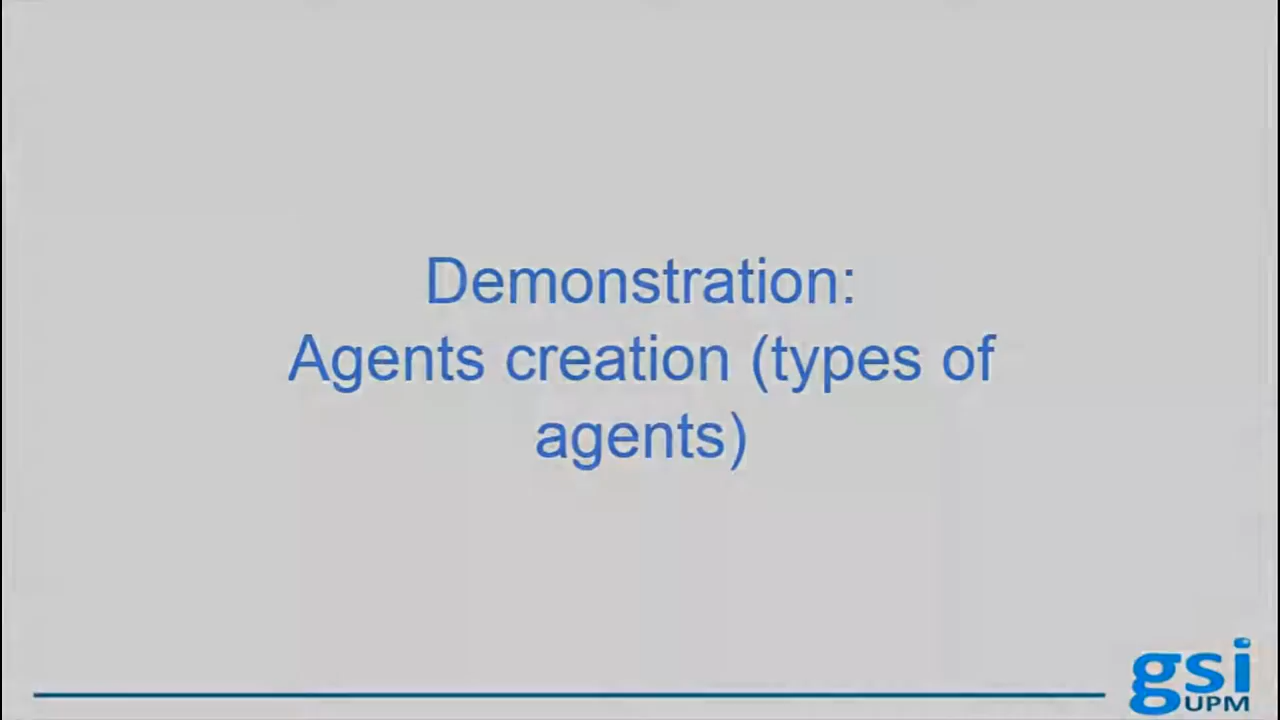 Demonstration:
Agents creation (types of
agents)
gsi
UPM